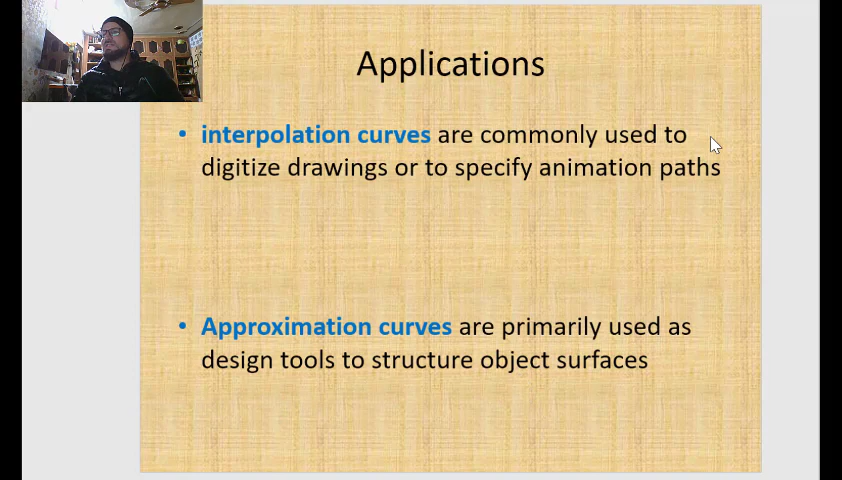 Applications
• interpolation curves are commonly used to
digitize drawings or to specify animation paths
• Approximation curves are primarily used as
design tools to structure object surfaces